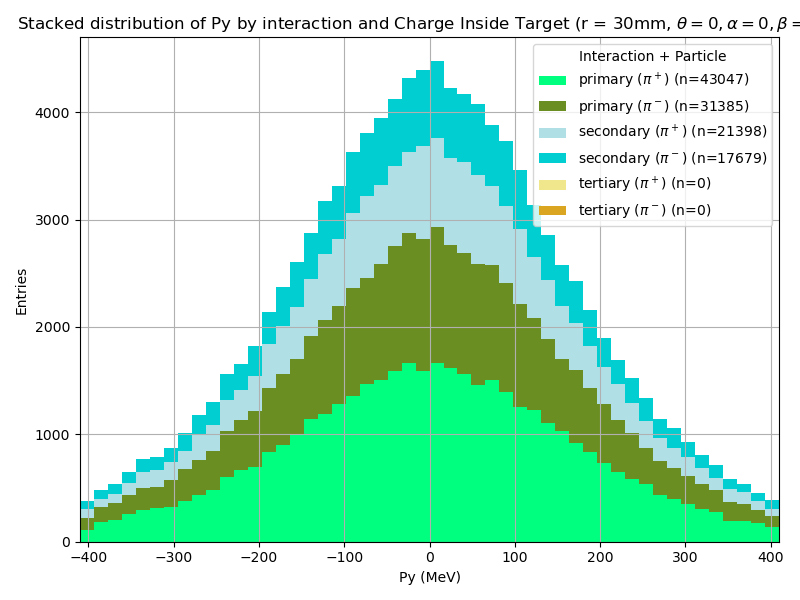 Stacked distribution of Py by interaction and Charge Inside Target (r = 30mm, θ = 0, α = 0, β =
Interaction + Particle
primary (π⁺) (n=43047)
primary (π⁻) (n=31385)
secondary (π⁺) (n=21398)
secondary (π⁻) (n=17679)
tertiary (π⁺) (n=0)
tertiary (π⁻) (n=0)
4000
3000
2000
1000
0
Entries
−400 −300 −200 −100 0 100 200 300 400
Py (MeV)